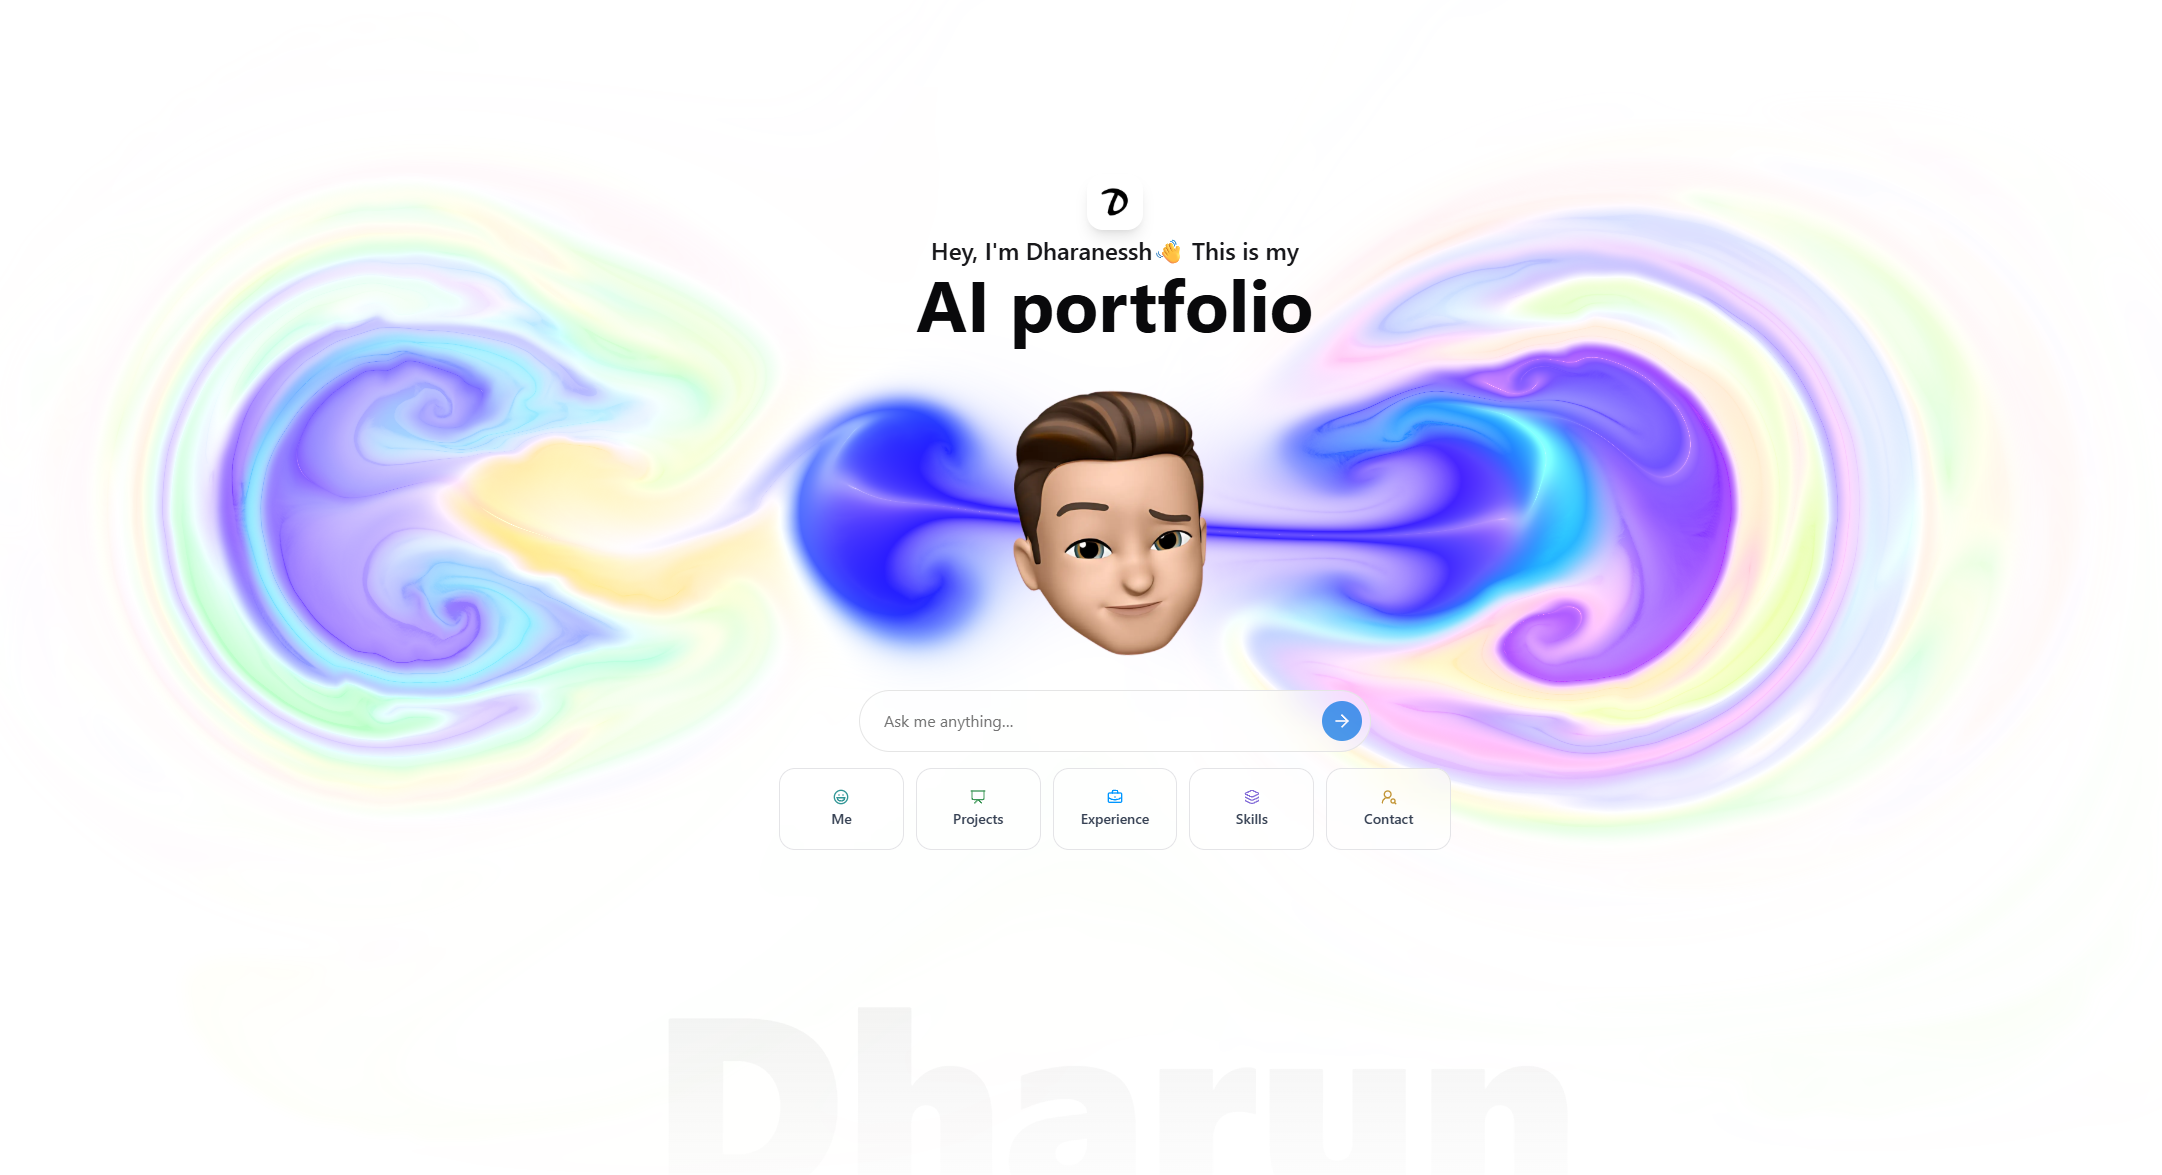 D
Hey, I'm Dharanessh👋 This is my
AI portfolio
Ask me anything...
Me
Projects
Experience
Skills
Contact
Dharun